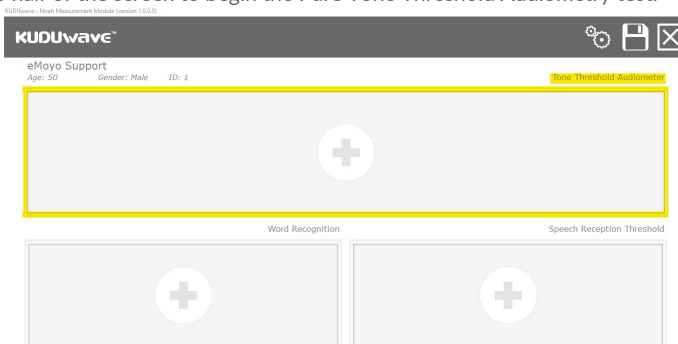 half of the screen to begin the Pure Tone Threshold Audiometry test.
KUDUwave - Noah Measurement Module (version 1.0.0.0)
KUDUwave™
eMoyo Support
Age: 50 Gender: Male ID: 1
Tone Threshold Audiometer
Word Recognition Speech Reception Threshold